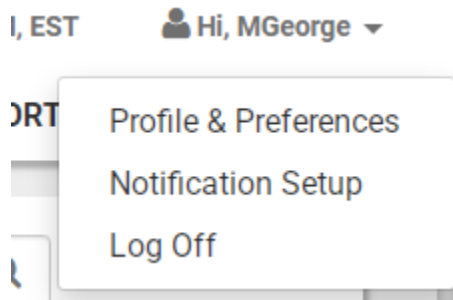 , EST Hi, MGeorge
ORT
Profile & Preferences
Notification Setup
Log Off